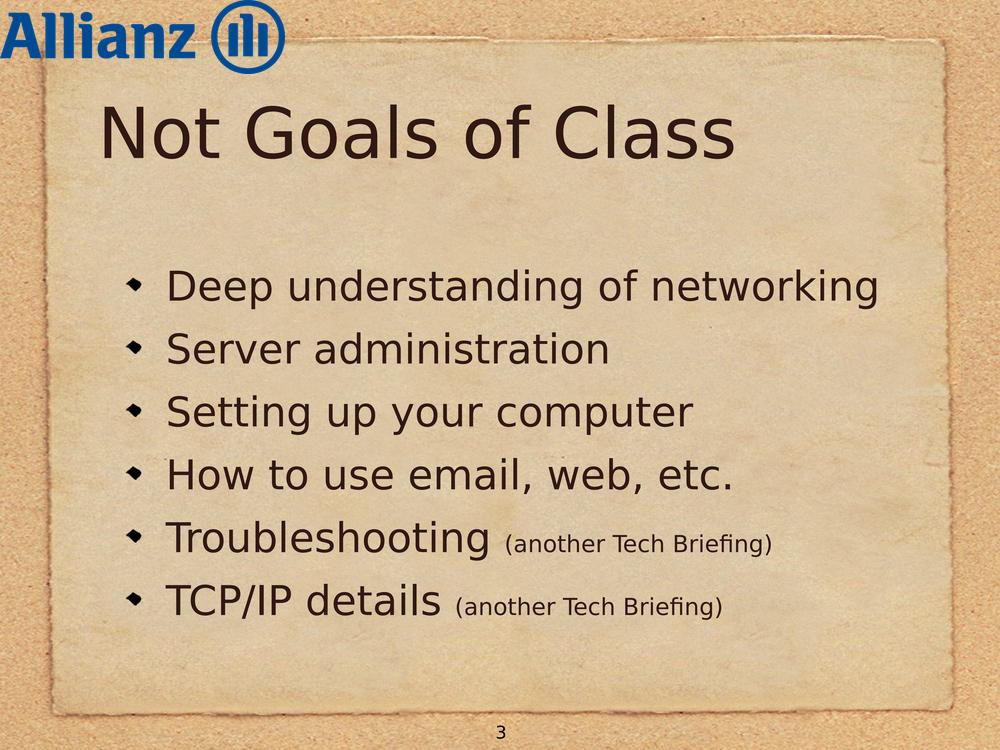 Allianz
Not Goals of Class
Deep understanding of networking
Server administration
Setting up your computer
How to use email, web, etc.
Troubleshooting (another Tech Briefing)
TCP/IP details (another Tech Briefing)
3